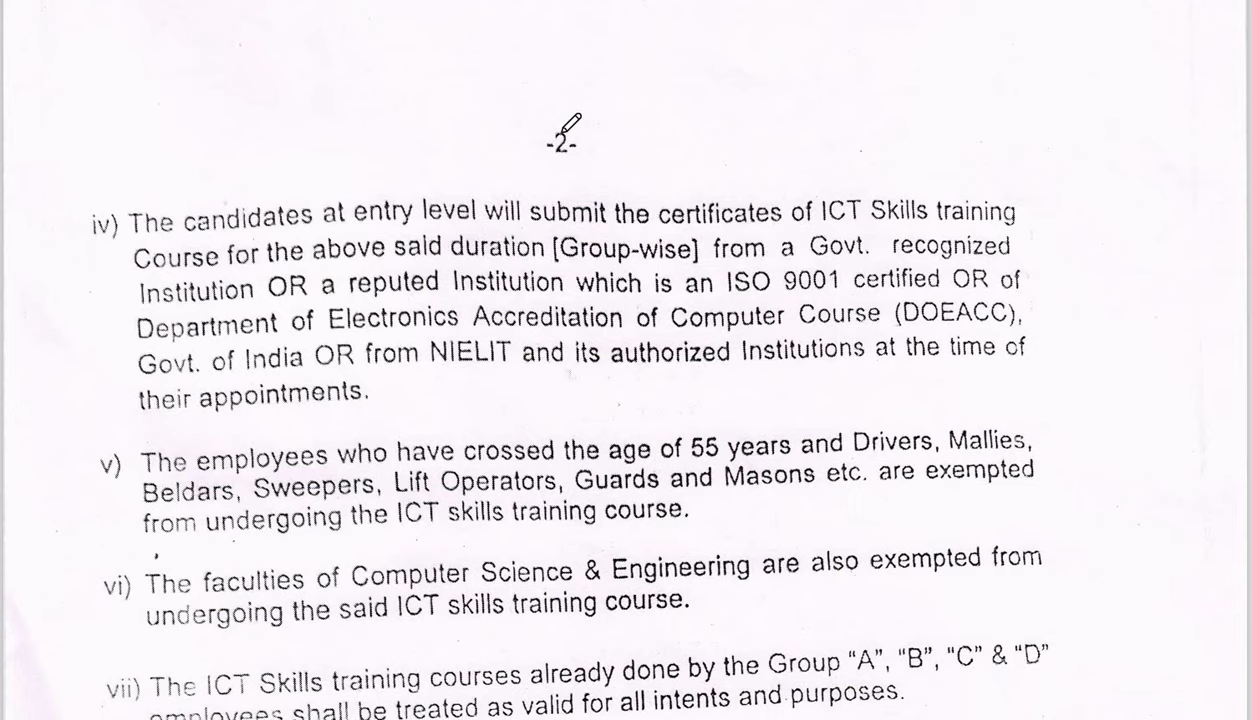 -2-
iv) The candidates at entry level will submit the certificates of ICT Skills training
Course for the above said duration [Group-wise] from a Govt. recognized
Institution OR a reputed Institution which is an ISO 9001 certified OR of
Department of Electronics Accreditation of Computer Course (DOEACC),
Govt. of India OR from NIELIT and its authorized Institutions at the time of
their appointments.
v) The employees who have crossed the age of 55 years and Drivers, Mallies,
Beldars, Sweepers, Lift Operators, Guards and Masons etc. are exempted
from undergoing the ICT skills training course.
vi) The faculties of Computer Science & Engineering are also exempted from
undergoing the said ICT skills training course.
vii) The ICT Skills training courses already done by the Group “A”, “B”, “C” & “D”
employees shall be treated as valid for all intents and purposes.